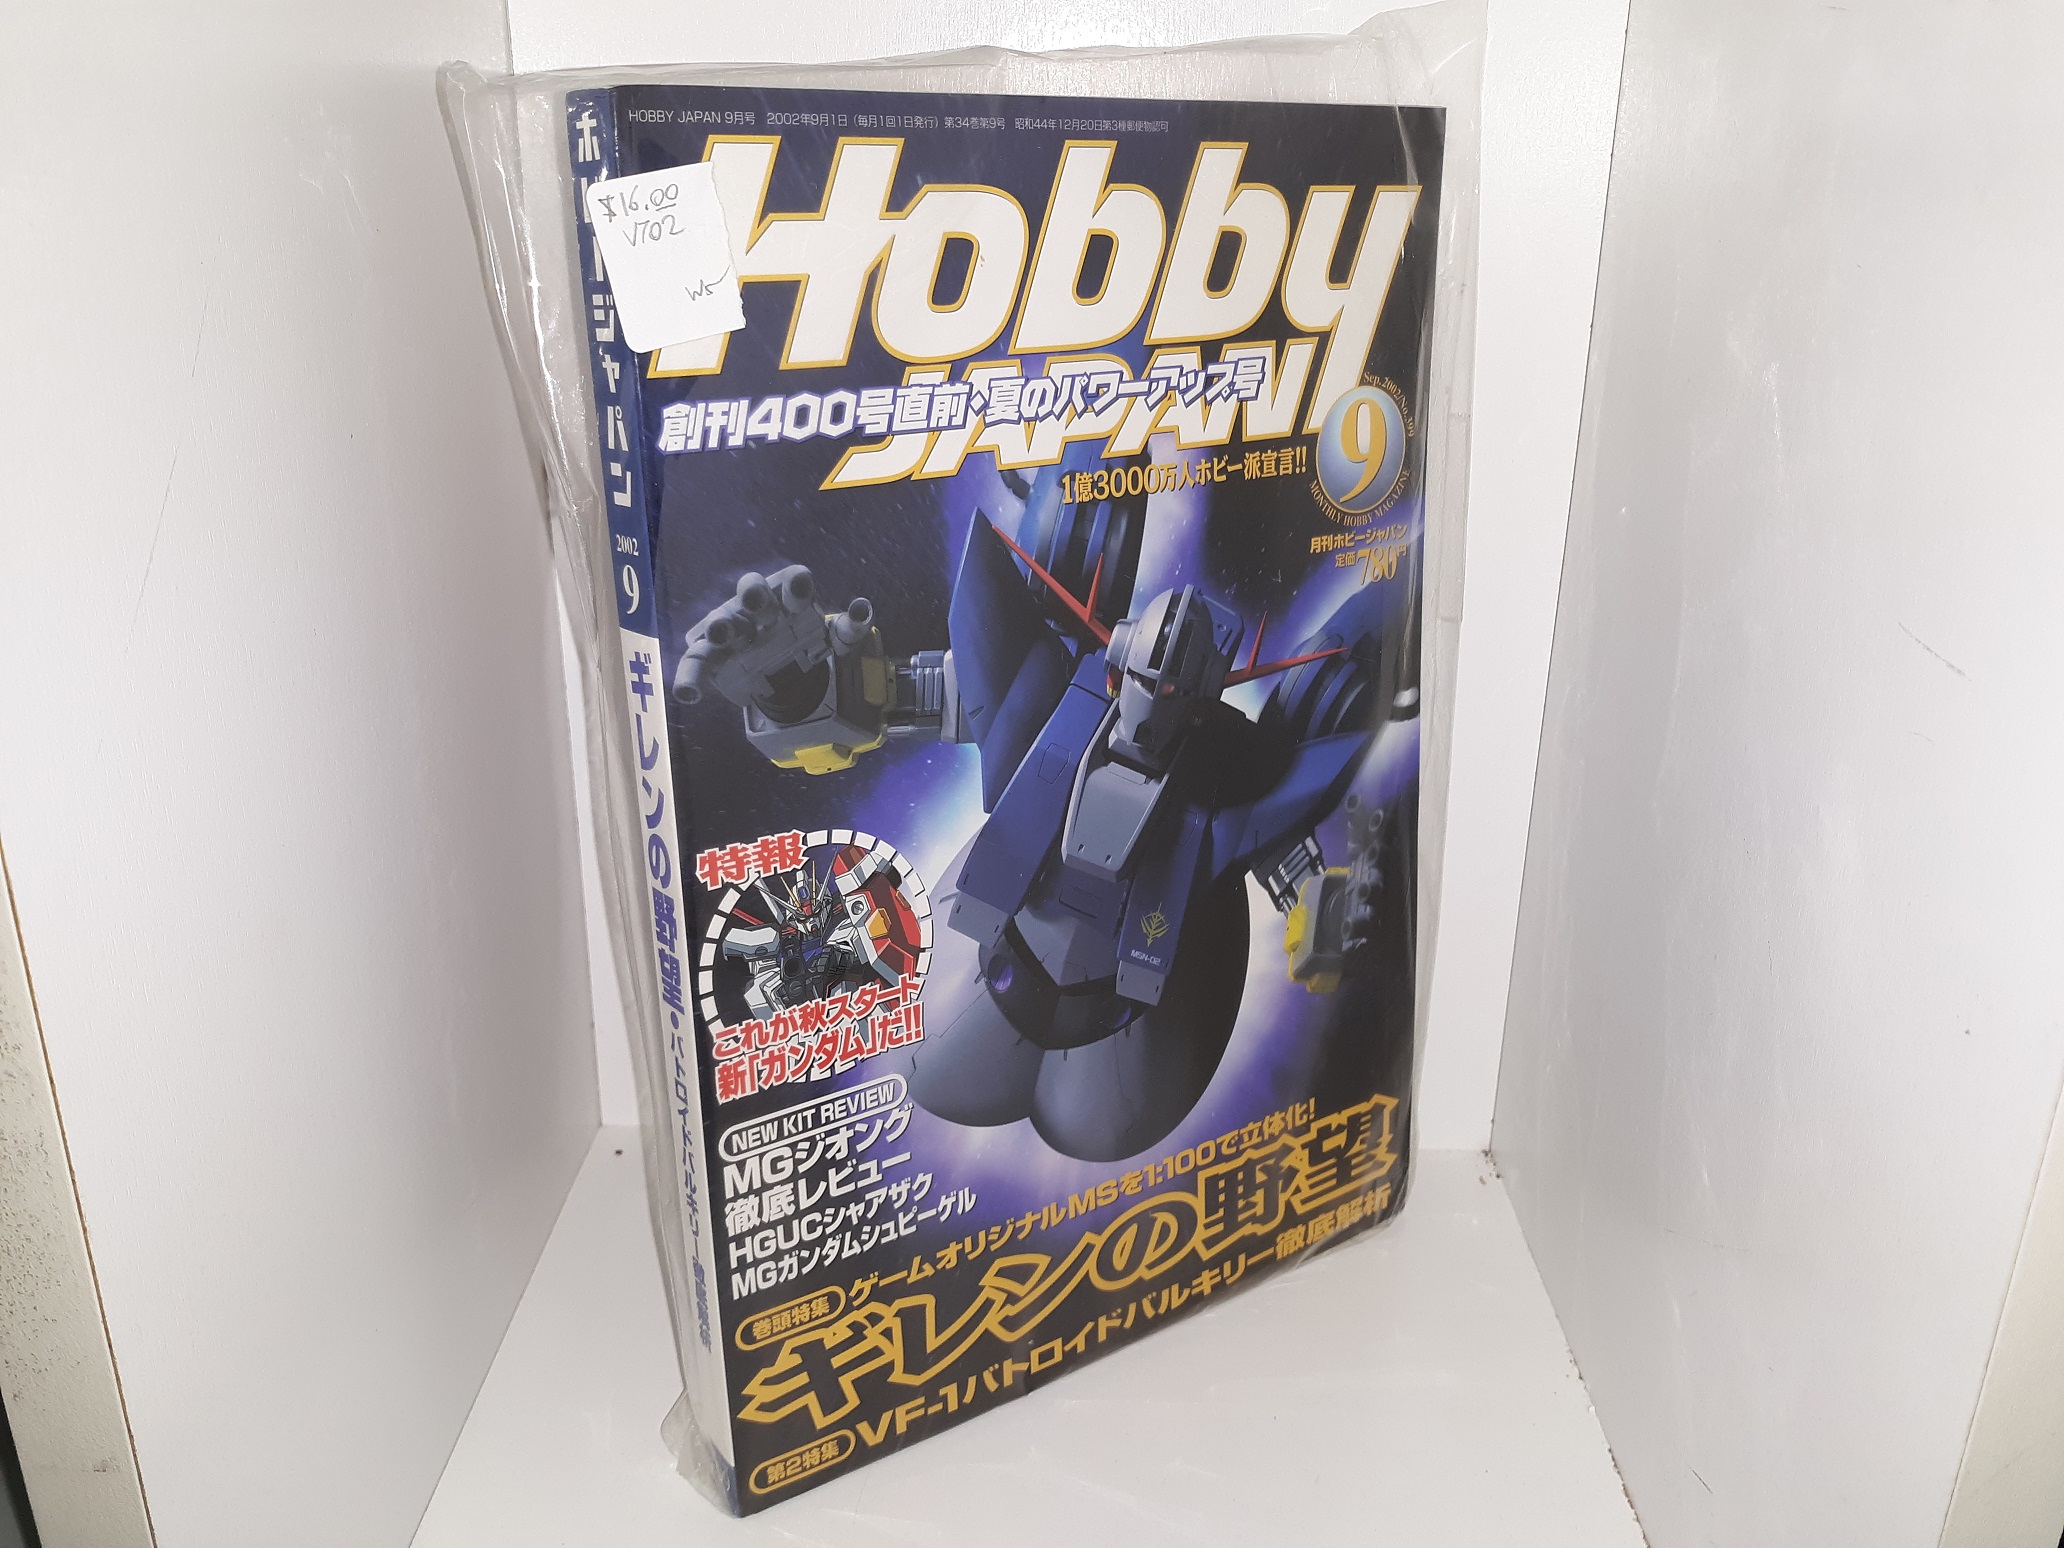 HOBBY JAPAN 9月号 2002年9月1日(毎月1回1日発行)第34巻第9号 昭和44年12月20日第3種郵便物認可
Hobby
JAPAN
$16.00
V702
創刊400号直前・夏のパワーアップ号
1億3000万人ホビー派宣言!!
Sep.2002/No.399
9
MONTHLY HOBBY MAGAZINE
月刊ホビージャパン
定価786円
特報
これが秋スタート
新「ガンダム」だ!!
MSN-02
NEW KIT REVIEW
MGジオング
徹底レビュー
HGUCシャアザク
MGガンダムシュピーゲル
巻頭特集 ゲームオリジナルMSを1:100で立体化!
ギレンの野望
第2特集 VF-1バトロイドバルキリー徹底解析
ホビージャパン 2002 9 ギレンの野望・バトロイドバルキリー徹底解析